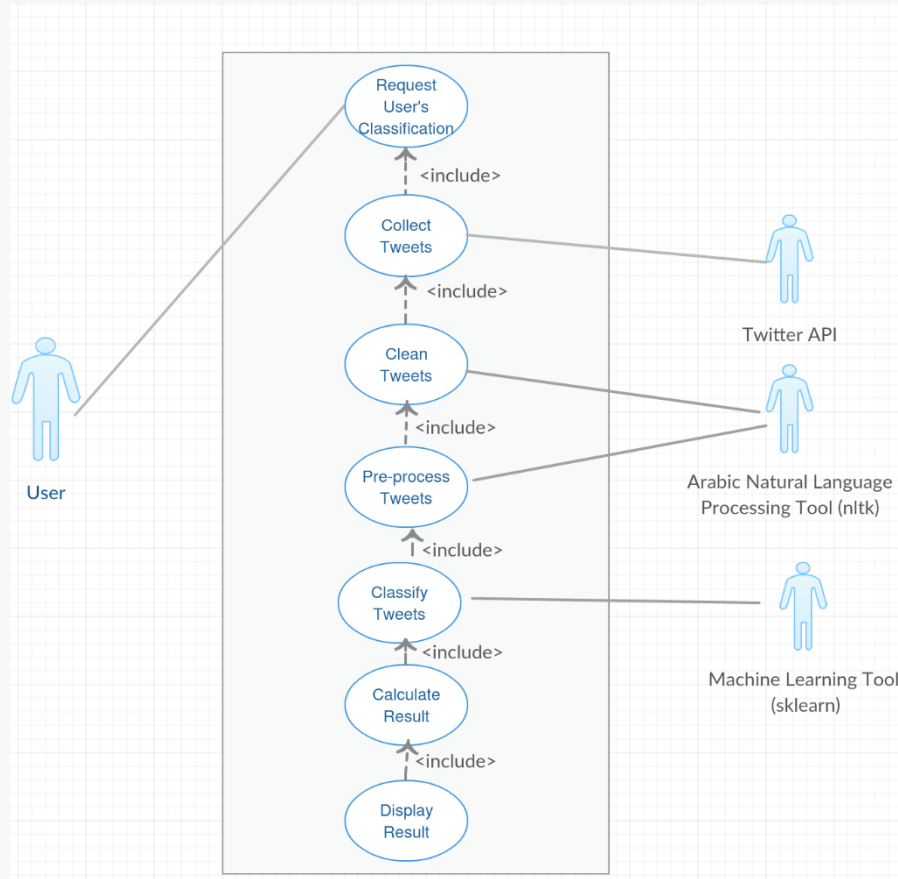 Request
User's
Classification
<include>
Collect
Tweets
<include>
Twitter API
Clean
Tweets
<include>
Arabic Natural Language
Processing Tool (nltk)
Pre-process
Tweets
User
<include>
Classify
Tweets
<include>
Machine Learning Tool
(sklearn)
Calculate
Result
<include>
Display
Result